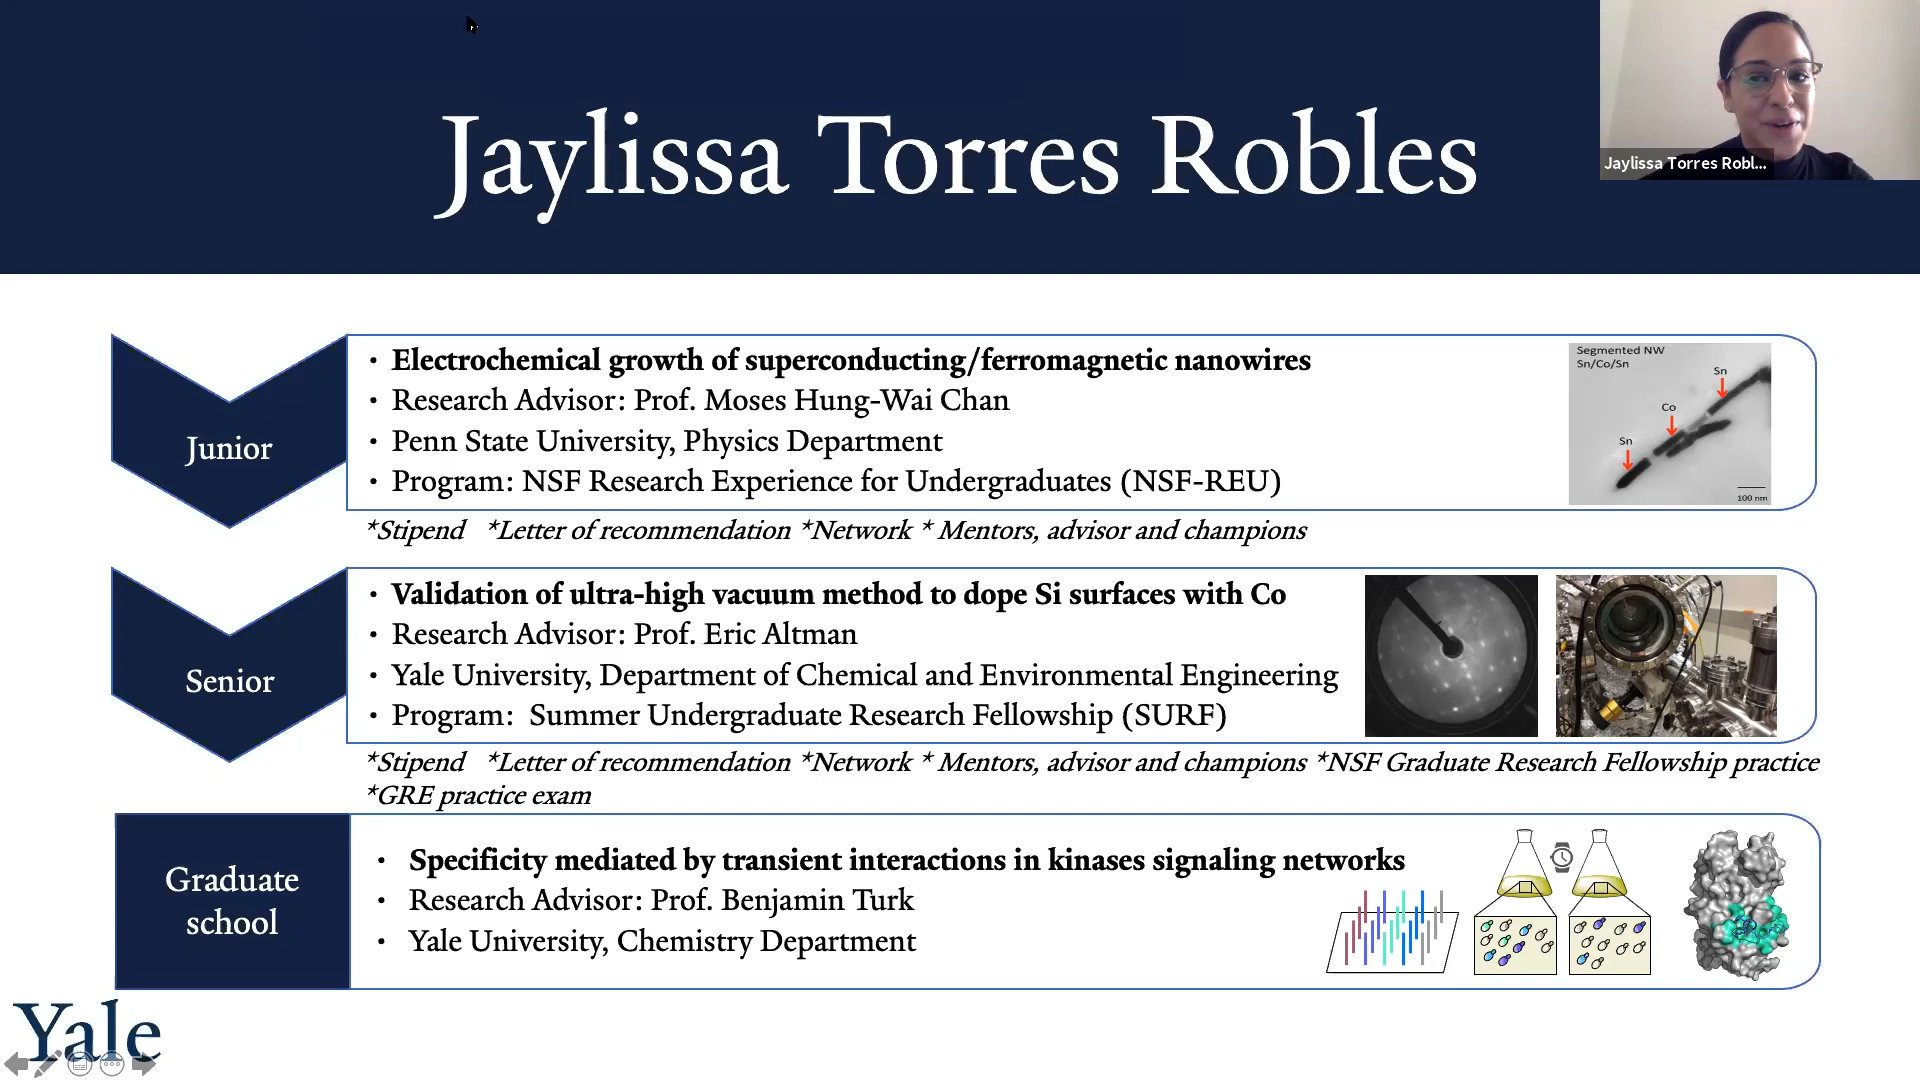 Jaylissa Torres Robles
Jaylissa Torres Robl...
Junior
• Electrochemical growth of superconducting/ferromagnetic nanowires
• Research Advisor: Prof. Moses Hung-Wai Chan
• Penn State University, Physics Department
• Program: NSF Research Experience for Undergraduates (NSF-REU)
Segmented NW
Sn/Co/Sn
Sn
Co
Sn
100 nm
*Stipend *Letter of recommendation *Network * Mentors, advisor and champions
Senior
• Validation of ultra-high vacuum method to dope Si surfaces with Co
• Research Advisor: Prof. Eric Altman
• Yale University, Department of Chemical and Environmental Engineering
• Program: Summer Undergraduate Research Fellowship (SURF)
*Stipend *Letter of recommendation *Network * Mentors, advisor and champions *NSF Graduate Research Fellowship practice
*GRE practice exam
Graduate
school
• Specificity mediated by transient interactions in kinases signaling networks
• Research Advisor: Prof. Benjamin Turk
• Yale University, Chemistry Department
Yale